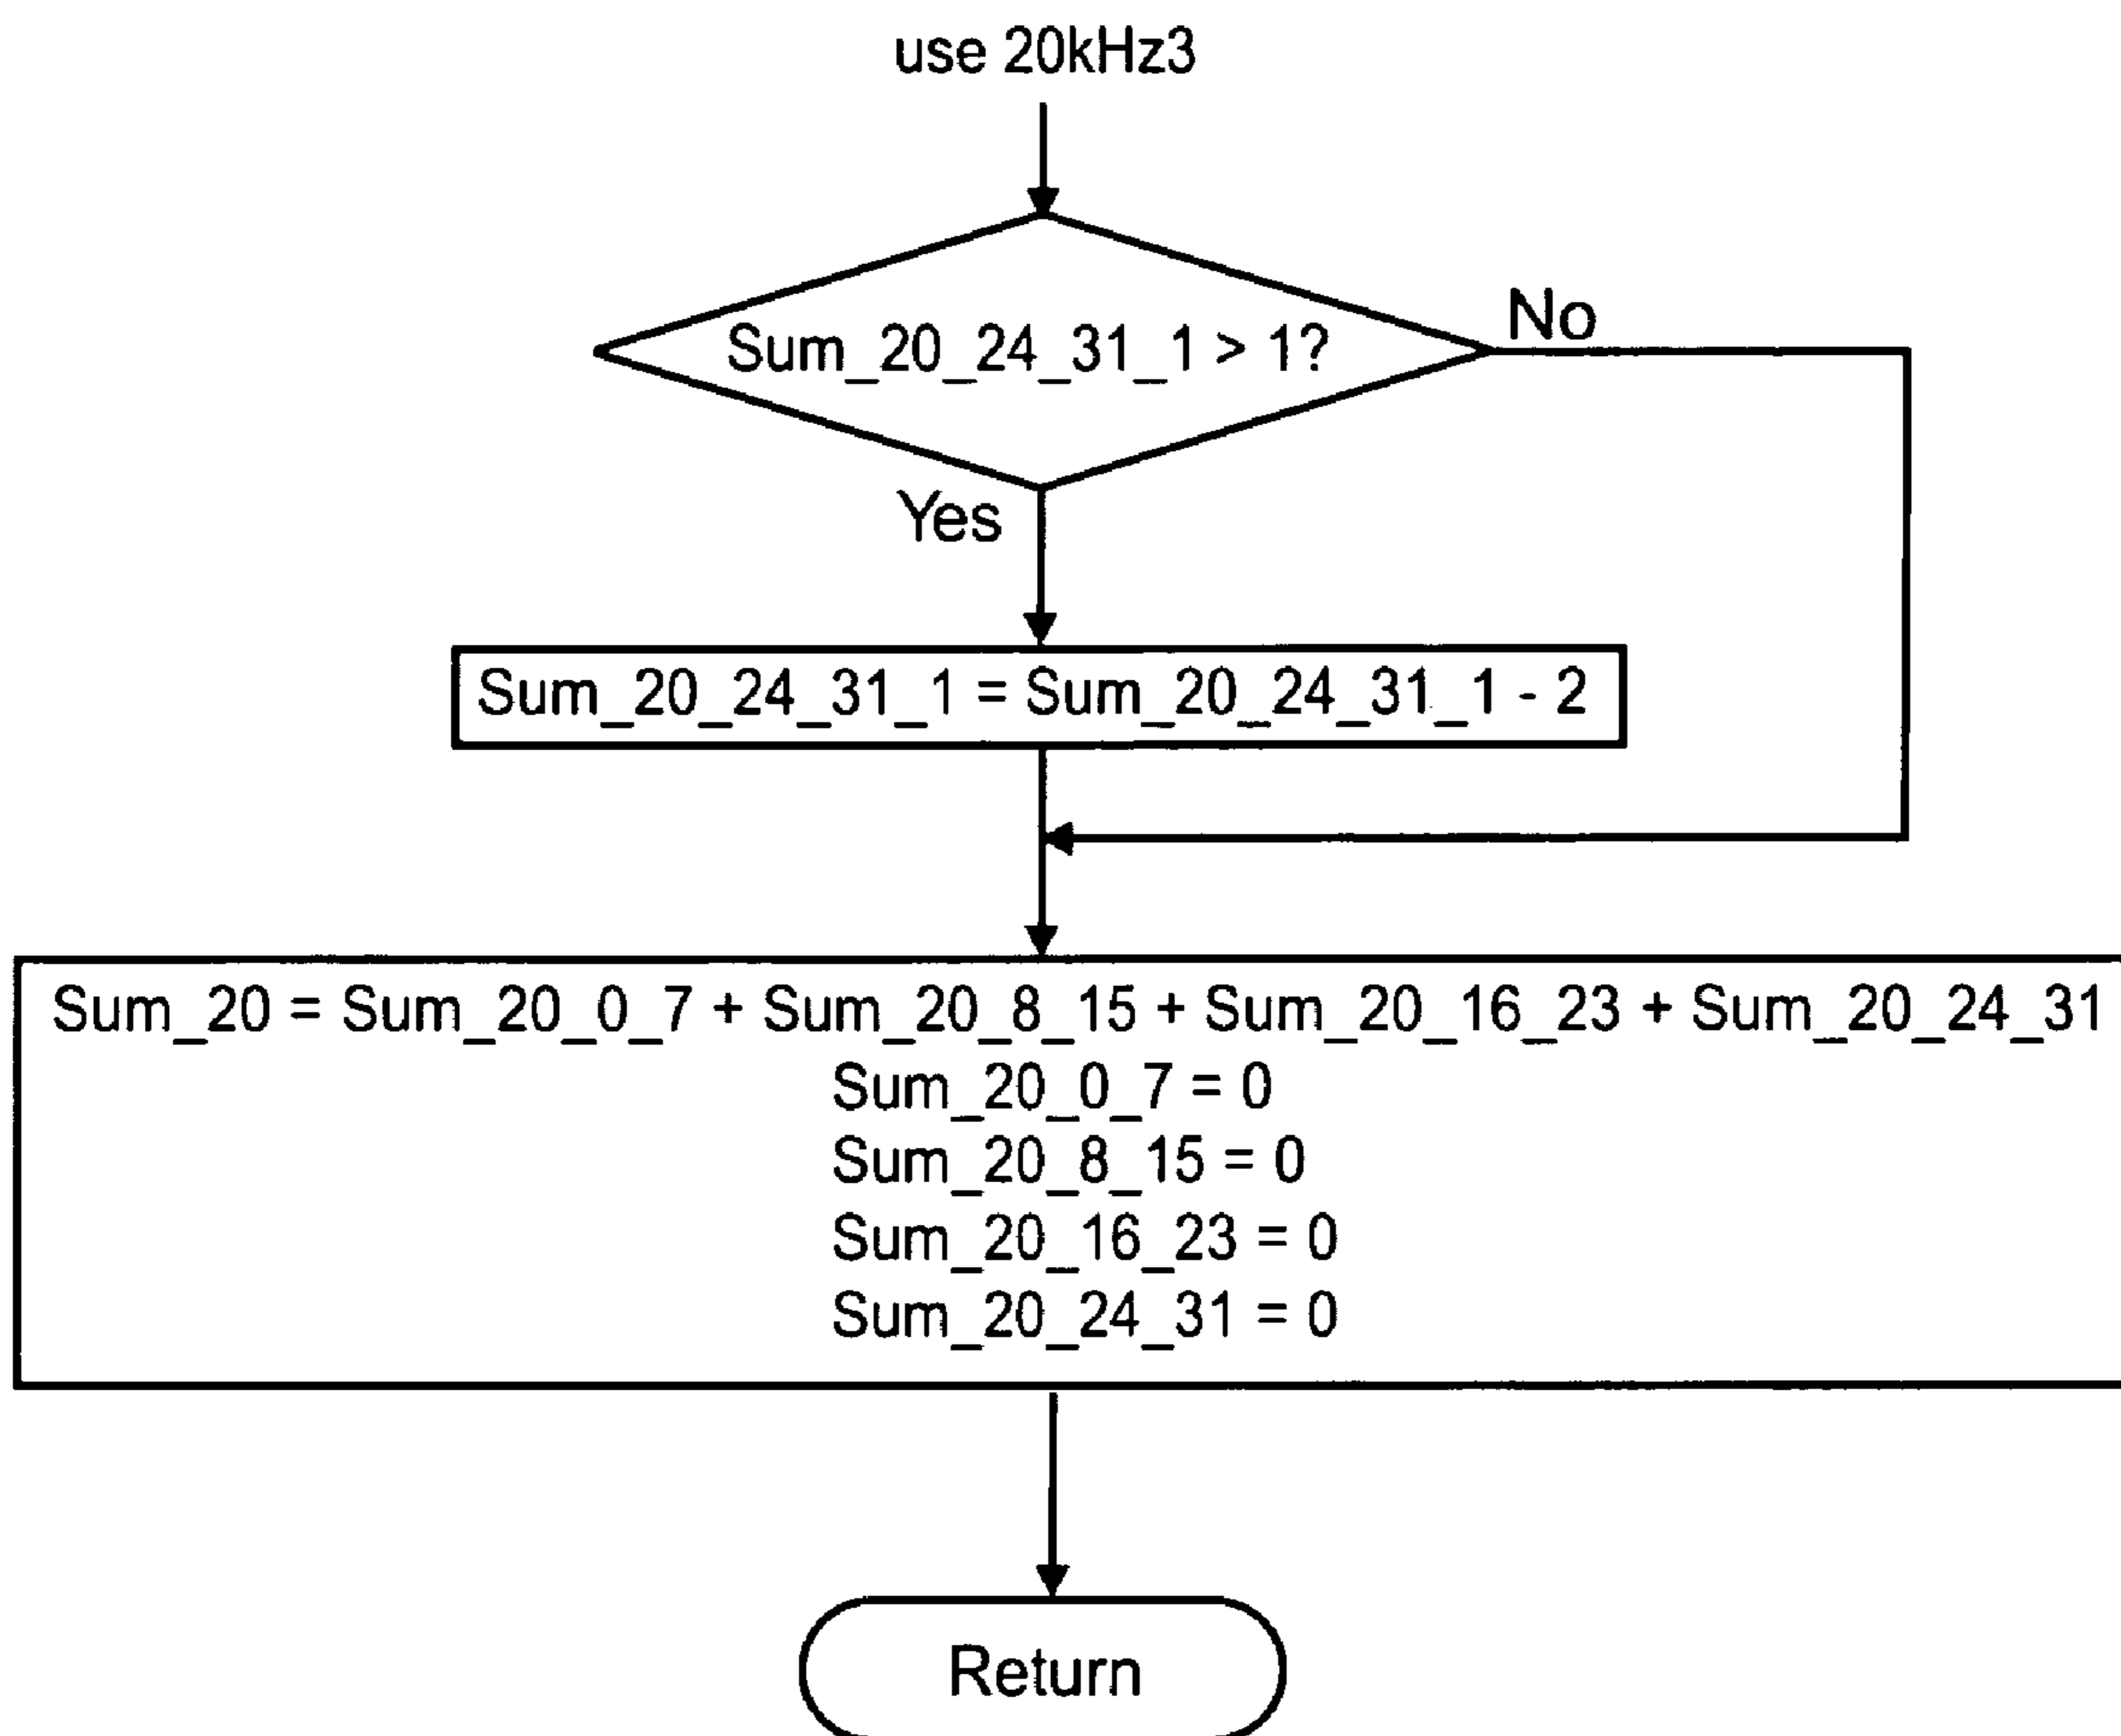 use 20kHz3
Sum_20_24_31_1 > 1?
No
Yes
Sum_20_24_31_1 = Sum_20_24_31_1 - 2
Sum_20 = Sum_20_0_7 + Sum_20_8_15 + Sum_20_16_23 + Sum_20_24_31
Sum_20_0_7 = 0
Sum_20_8_15 = 0
Sum_20_16_23 = 0
Sum_20_24_31 = 0
Return